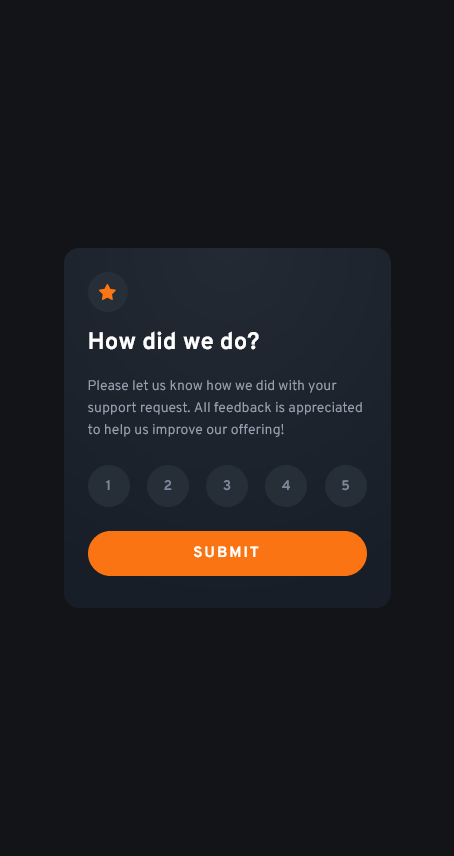 How did we do?
Please let us know how we did with your
support request. All feedback is appreciated
to help us improve our offering!
1 2 3 4 5
SUBMIT